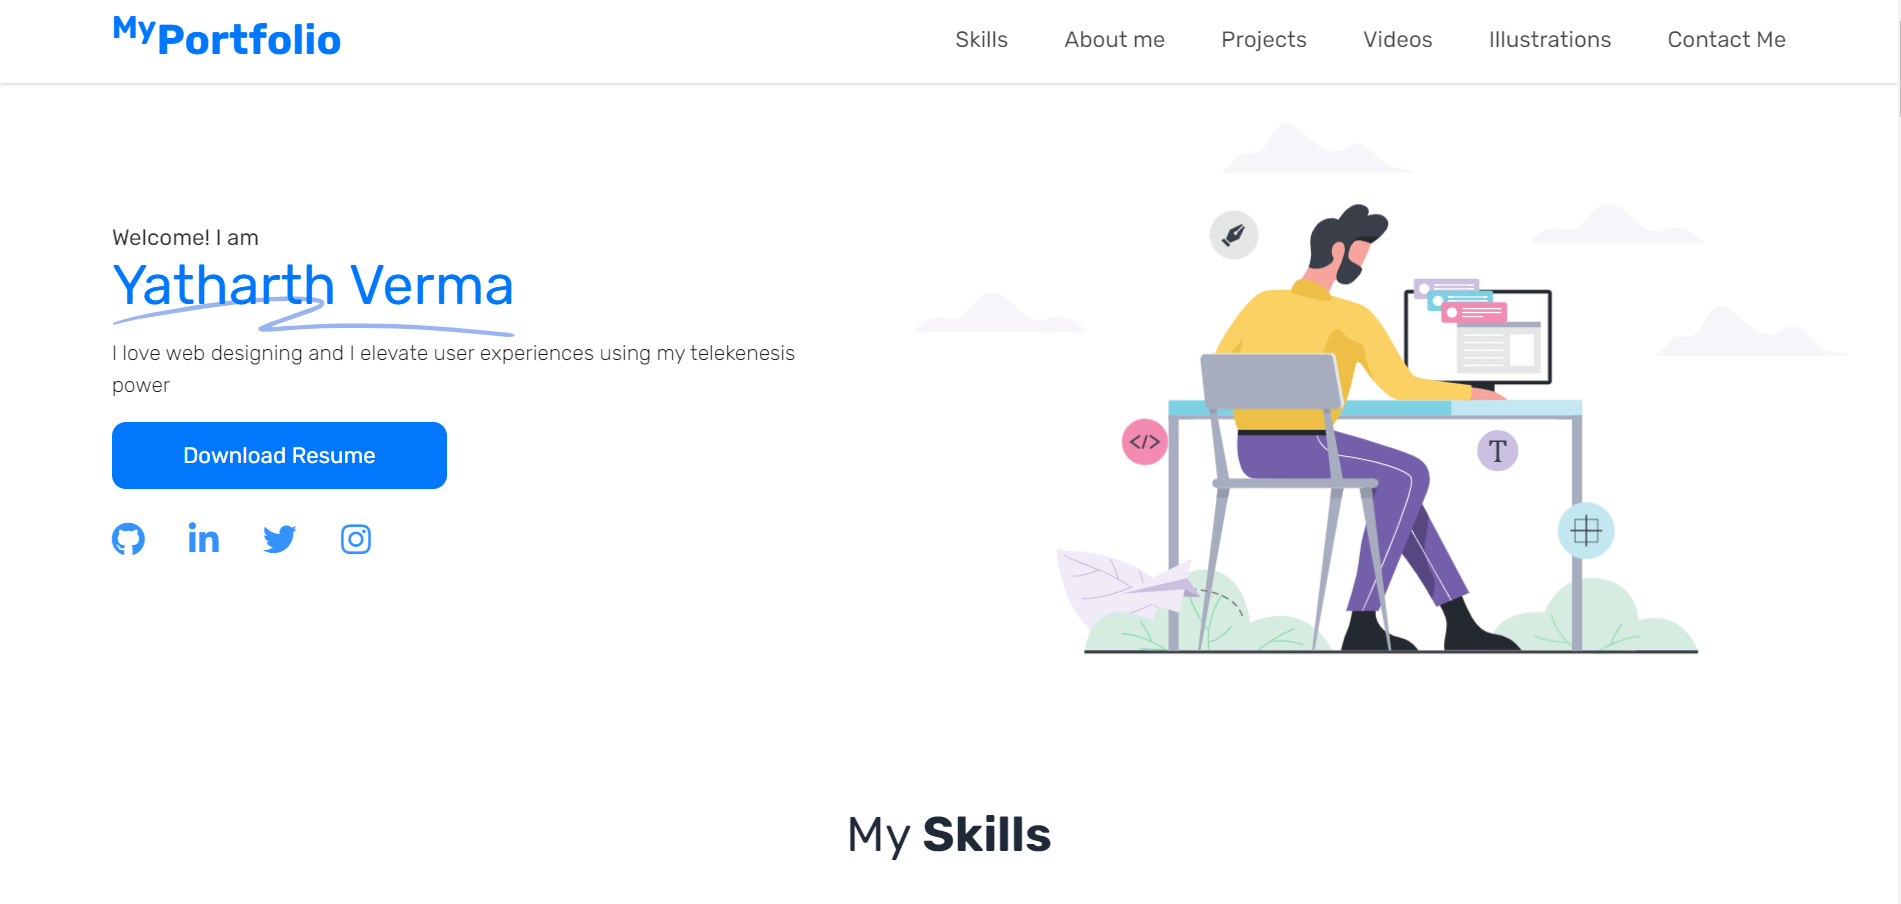 MyPortfolio
Skills
About me
Projects
Videos
Illustrations
Contact Me
Welcome! I am
Yatharth Verma
I love web designing and I elevate user experiences using my telekenesis
power
Download Resume
in
</>
T
My Skills